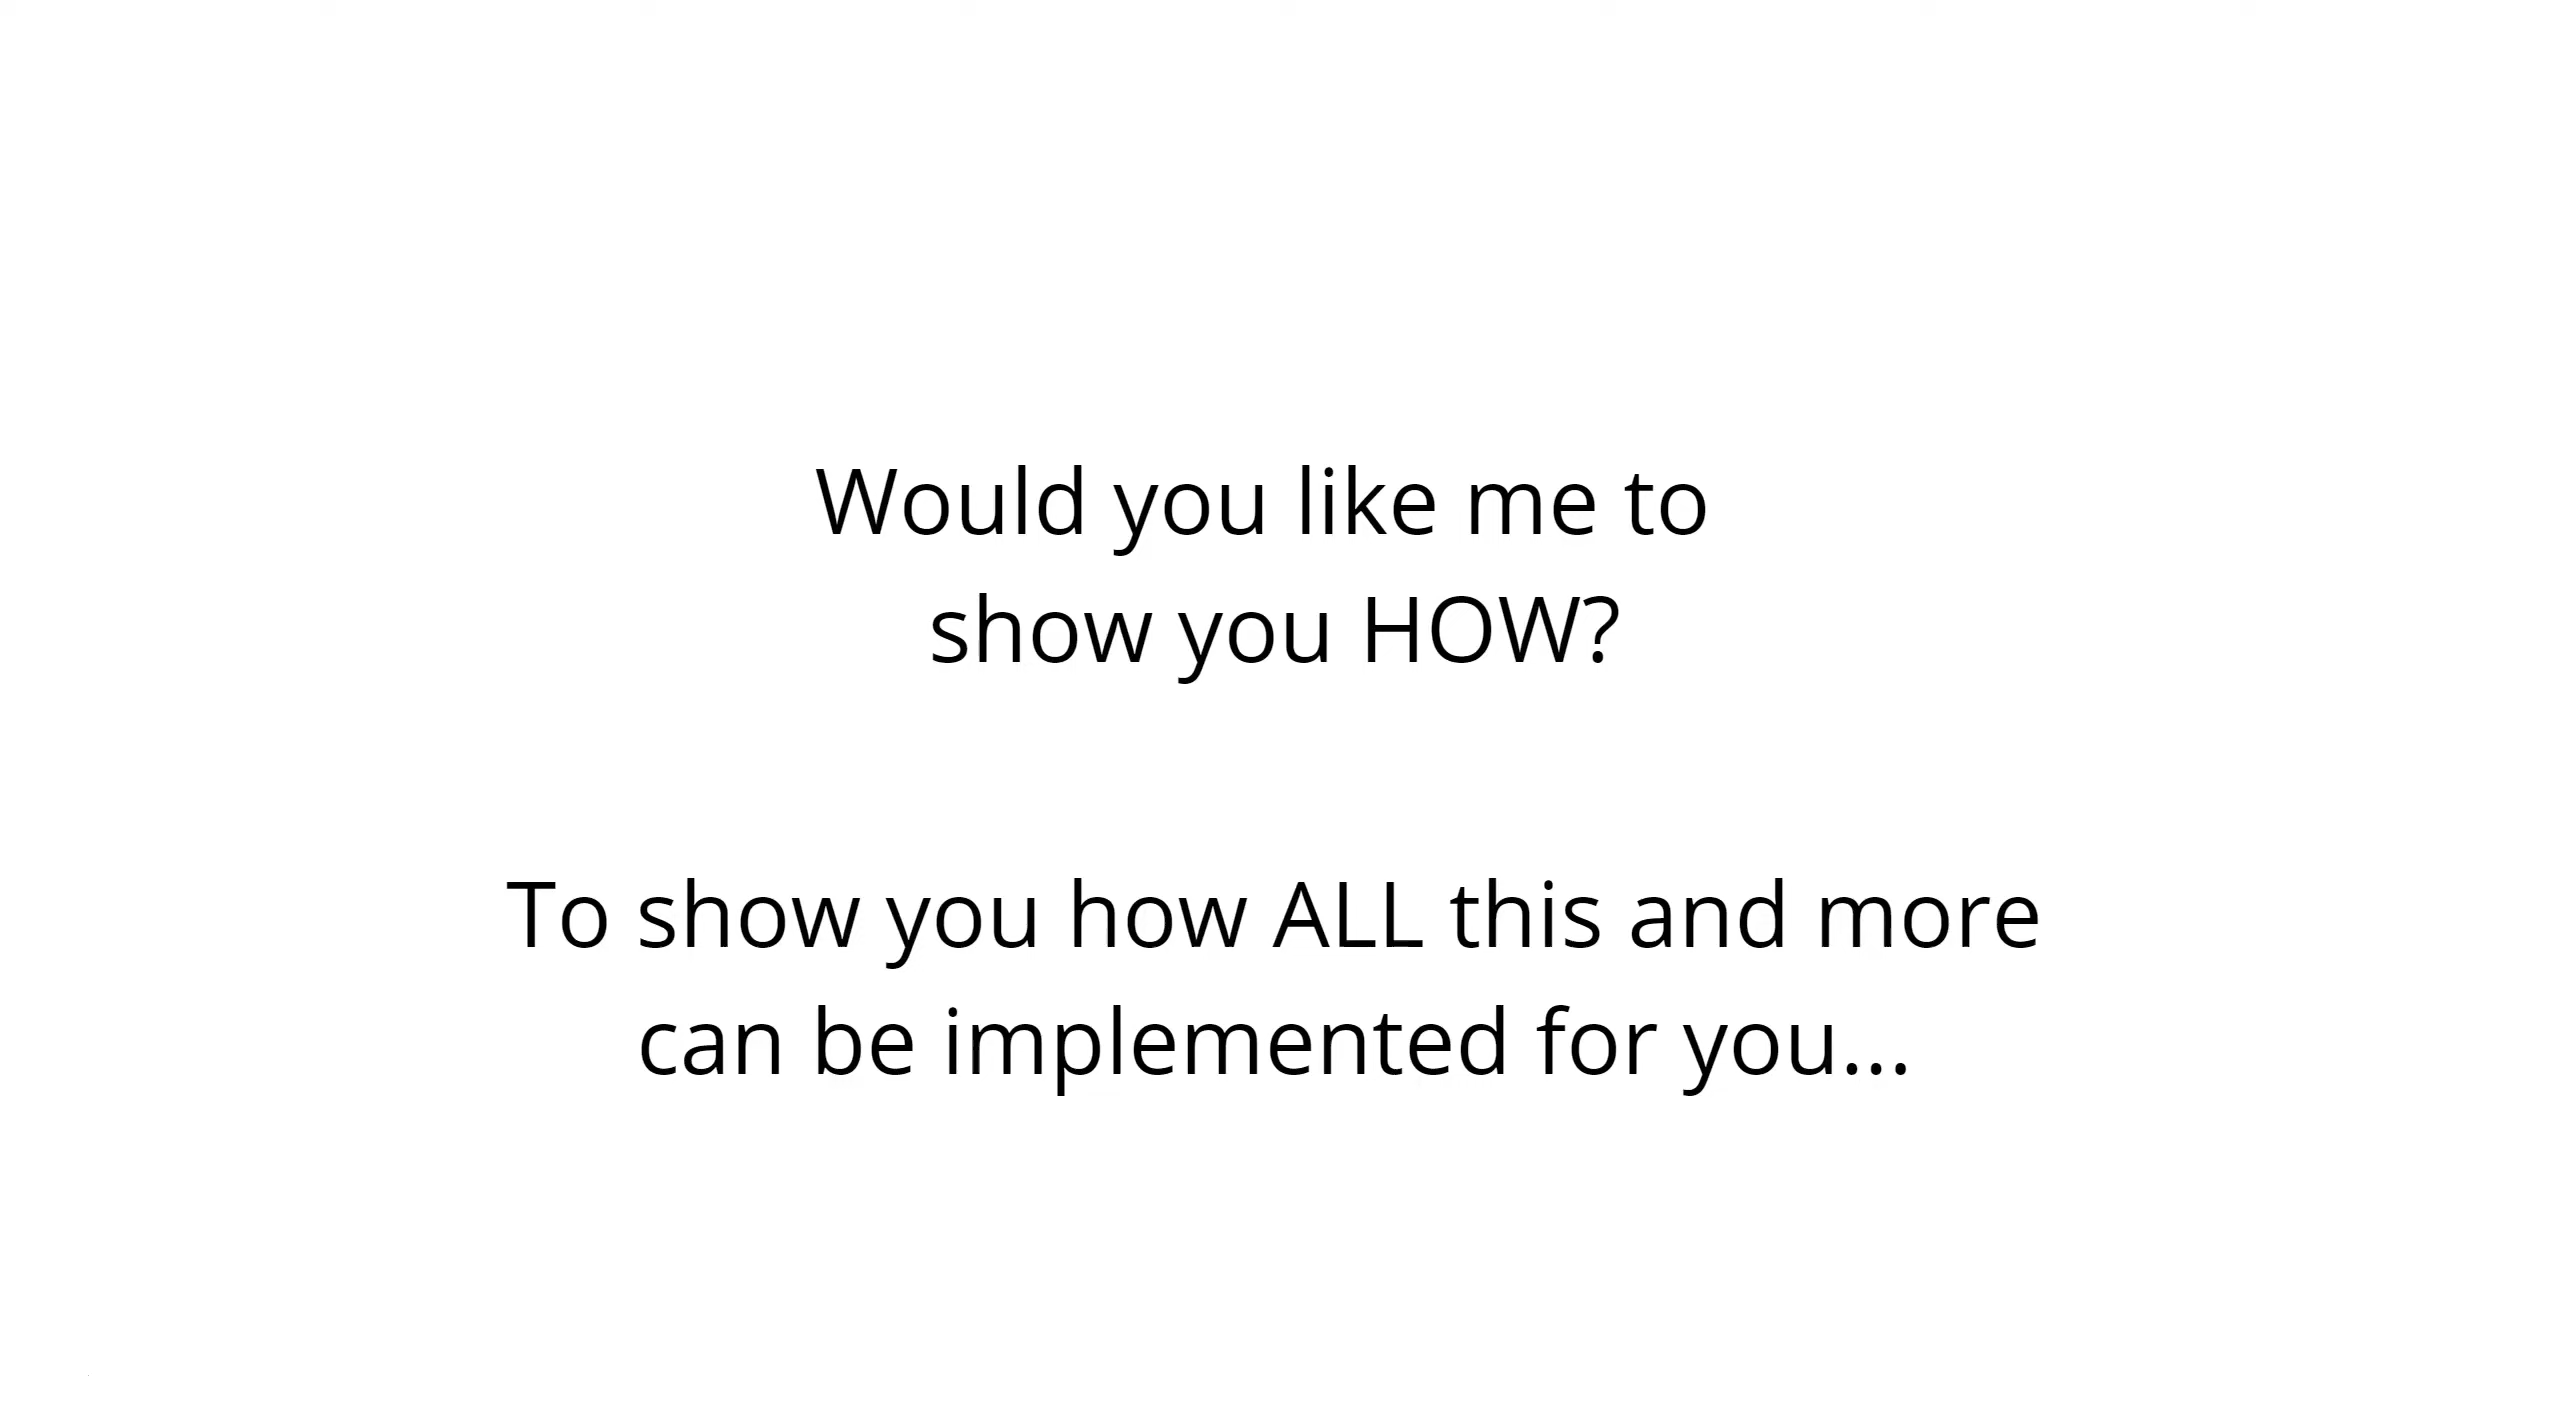 Would you like me to
show you HOW?
To show you how ALL this and more
can be implemented for you...